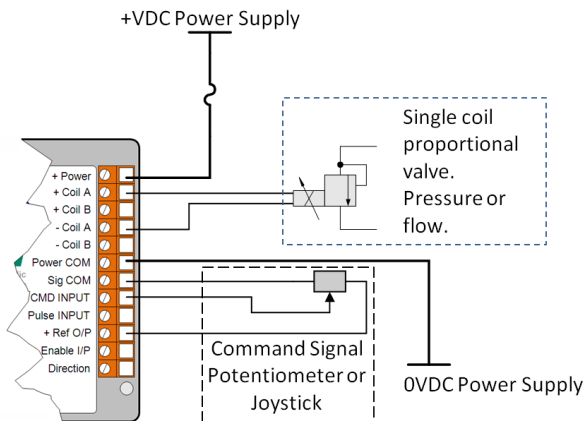 +VDC Power Supply
Single coil
proportional
valve.
Pressure or
flow.
+ Power
+ Coil A
+ Coil B
- Coil A
- Coil B
Power COM
Sig COM
CMD INPUT
Pulse INPUT
+ Ref O/P
Enable I/P
Direction
Command Signal
Potentiometer or
Joystick
0VDC Power Supply